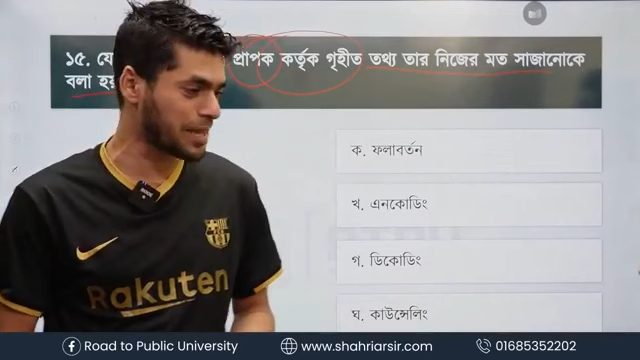 ১৫. যে প্রাপক কর্তৃক গৃহীত তথ্য তার নিজের মত সাজানোকে
বলা হয়
ক. ফলাবর্তন
খ. এনকোডিং
গ. ডিকোডিং
ঘ. কাউন্সেলিং
Rakuten
Road to Public University
www.shahriarsir.com
01685352202